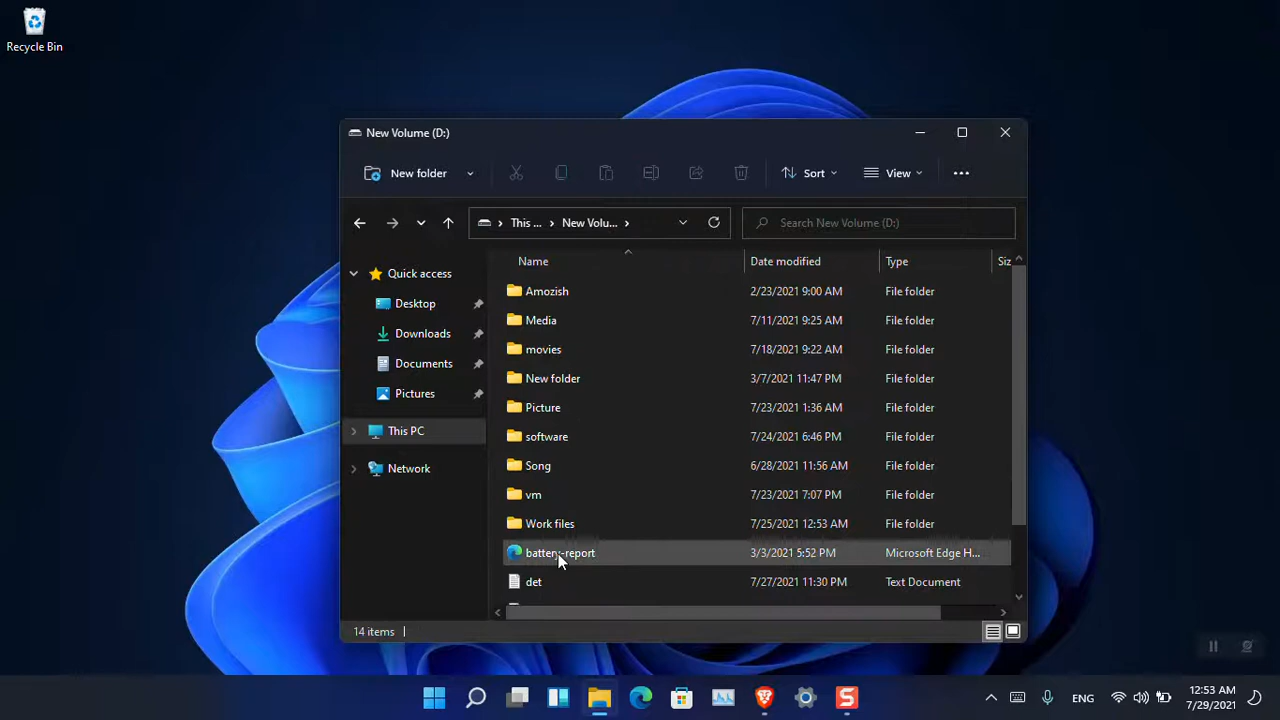 Recycle Bin
New Volume (D:)
New folder
Sort
View
This ...
New Volu...
Search New Volume (D:)
Name Date modified Type Siz
Quick access
Desktop
Downloads
Documents
Pictures
This PC
Network
Amozish 2/23/2021 9:00 AM File folder
Media 7/11/2021 9:25 AM File folder
movies 7/18/2021 9:22 AM File folder
New folder 3/7/2021 11:47 PM File folder
Picture 7/23/2021 1:36 AM File folder
software 7/24/2021 6:46 PM File folder
Song 6/28/2021 11:56 AM File folder
vm 7/23/2021 7:07 PM File folder
Work files 7/25/2021 12:53 AM File folder
battery-report 3/3/2021 5:52 PM Microsoft Edge H...
det 7/27/2021 11:30 PM Text Document
14 items
ENG
12:53 AM
7/29/2021